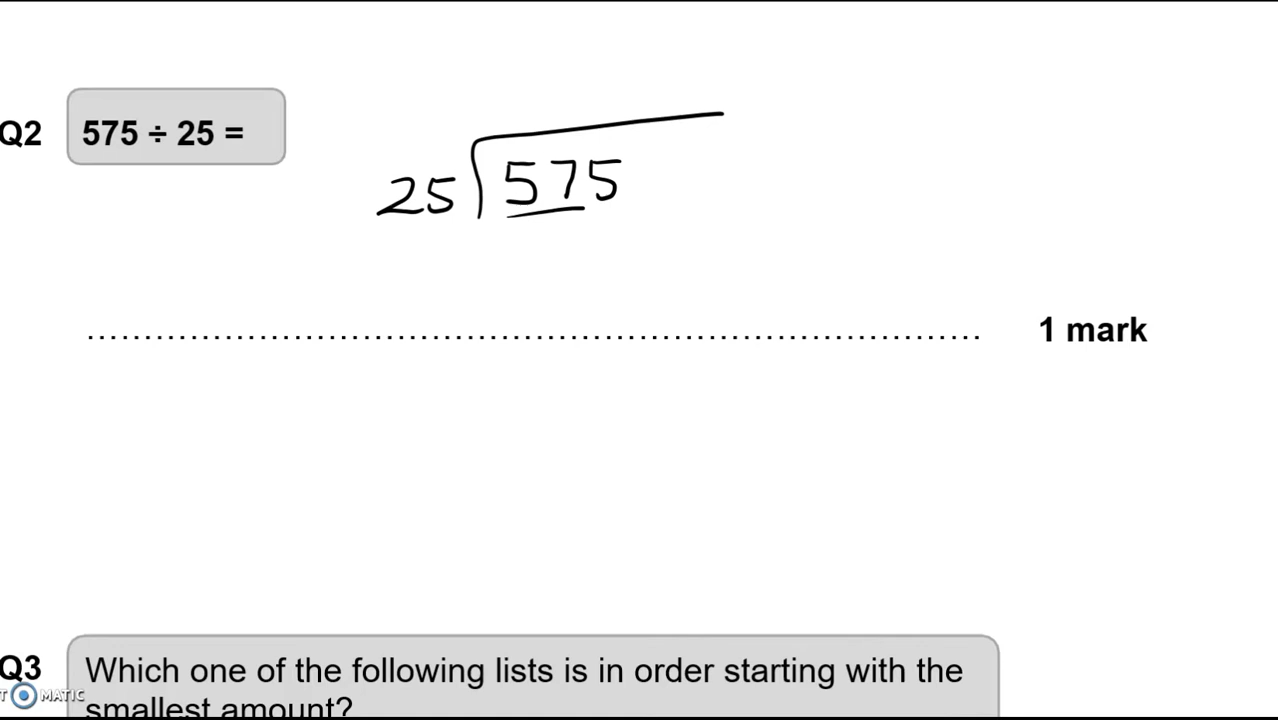 Q2 575 ÷ 25 =
25 575
........................................................................ 1 mark
Q3 Which one of the following lists is in order starting with the
smallest amount?
T MATIC